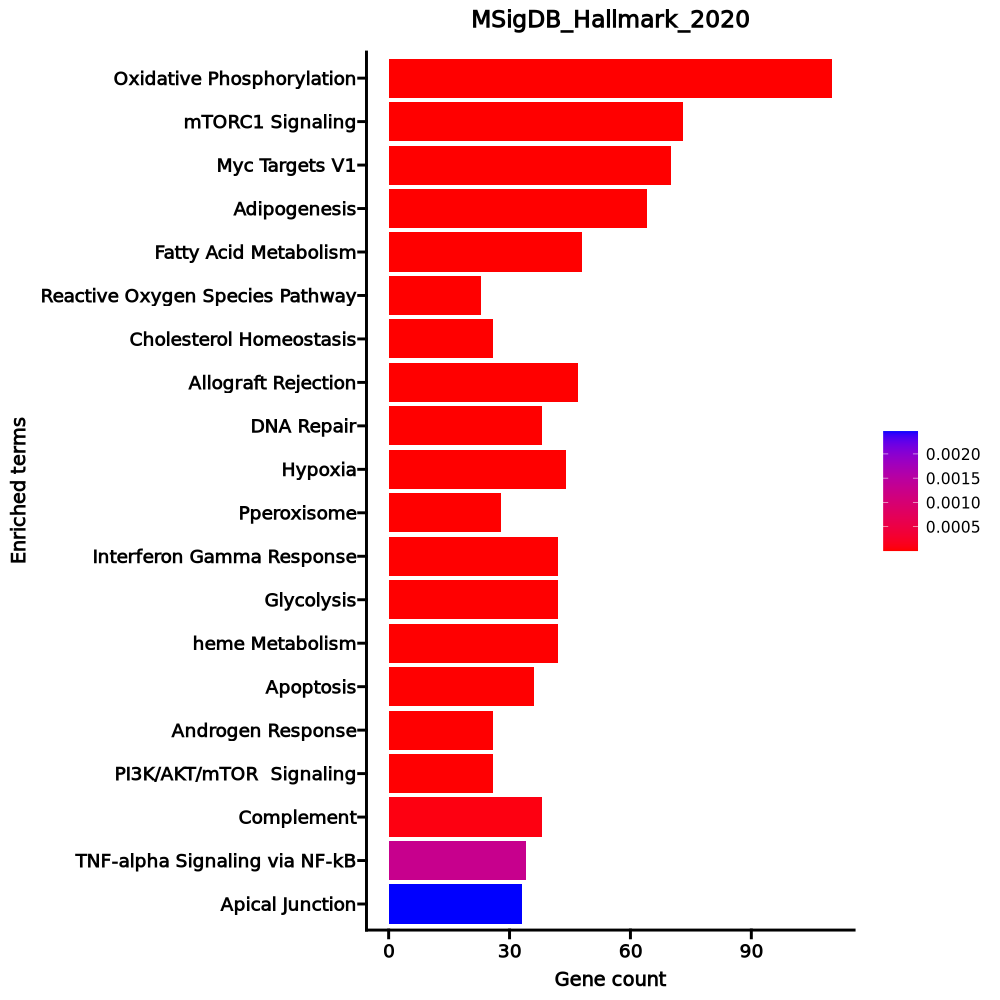 MSigDB_Hallmark_2020
Oxidative Phosphorylation
mTORC1 Signaling
Myc Targets V1
Adipogenesis
Fatty Acid Metabolism
Reactive Oxygen Species Pathway
Cholesterol Homeostasis
Allograft Rejection
DNA Repair
Hypoxia
Pperoxisome
Interferon Gamma Response
Glycolysis
heme Metabolism
Apoptosis
Androgen Response
PI3K/AKT/mTOR  Signaling
Complement
TNF-alpha Signaling via NF-kB
Apical Junction
Enriched terms
0 30 60 90
Gene count
0.0020
0.0015
0.0010
0.0005